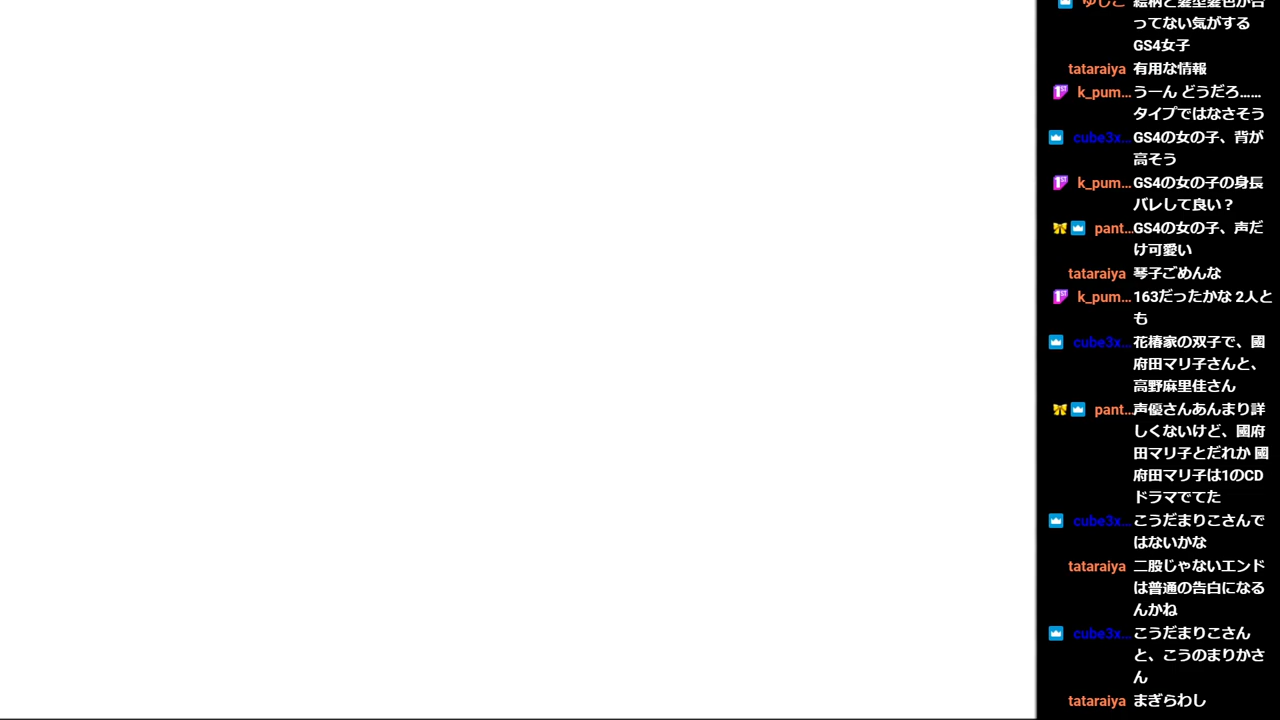 ゆしこ 絵柄と髪型髪色が合
ってない気がする
GS4女子
tataraiya 有用な情報
k_pum... うーん どうだろ......
タイプではなさそう
cube3x... GS4の女の子、背が
高そう
k_pum... GS4の女の子の身長
バレして良い？
pant... GS4の女の子、声だ
け可愛い
tataraiya 琴子ごめんな
k_pum... 163だったかな 2人と
も
cube3x... 花椿家の双子で、國
府田マリ子さんと、
高野麻里佳さん
pant... 声優さんあんまり詳
しくないけど、國府
田マリ子とだれか 國
府田マリ子は1のCD
ドラマでてた
cube3x... こうだまりこさんで
はないかな
tataraiya 二股じゃないエンド
は普通の告白になる
んかね
cube3x... こうだまりこさん
と、こうのまりかさ
ん
tataraiya まぎらわし